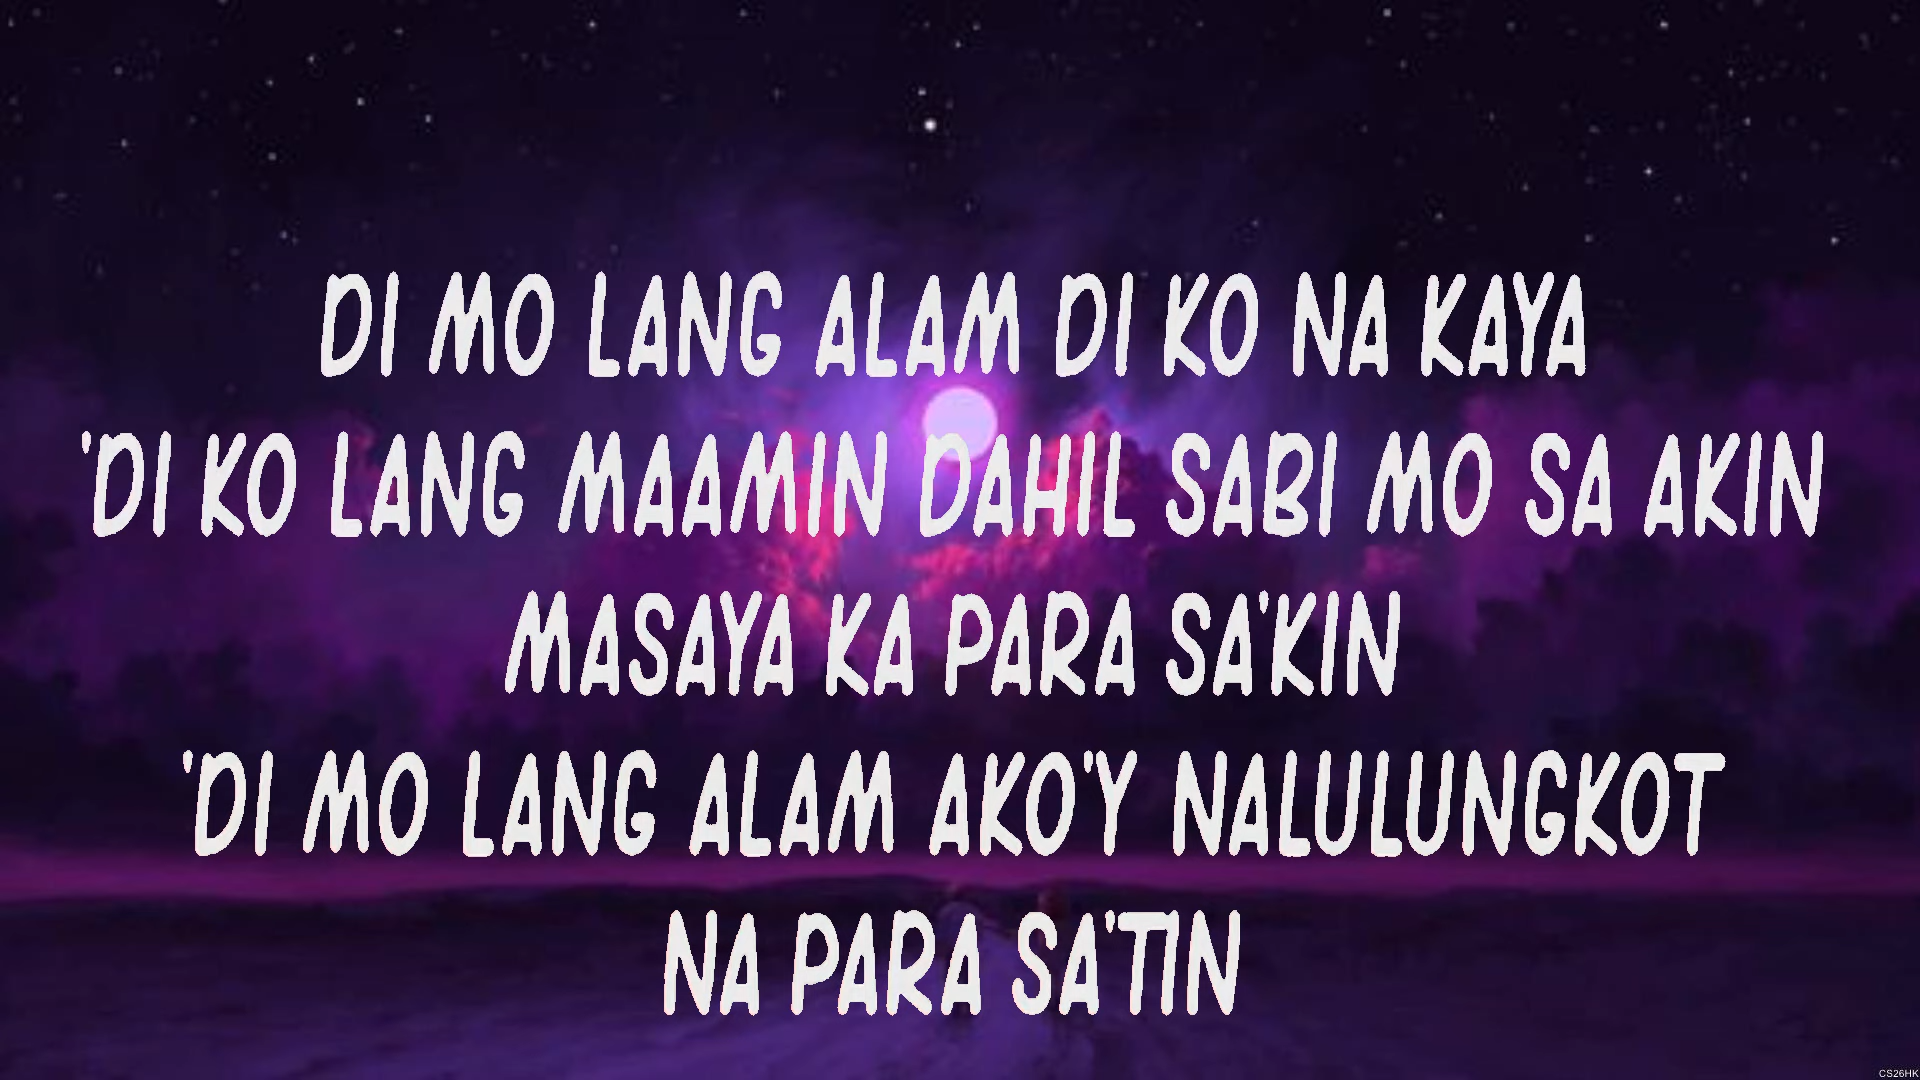 DI MO LANG ALAM DI KO NA KAYA
'DI KO LANG MAAMIN DAHIL SABI MO SA AKIN
MASAYA KA PARA SA'KIN
'DI MO LANG ALAM AKO'Y NALULUNGKOT
NA PARA SA'TIN
CS26HK